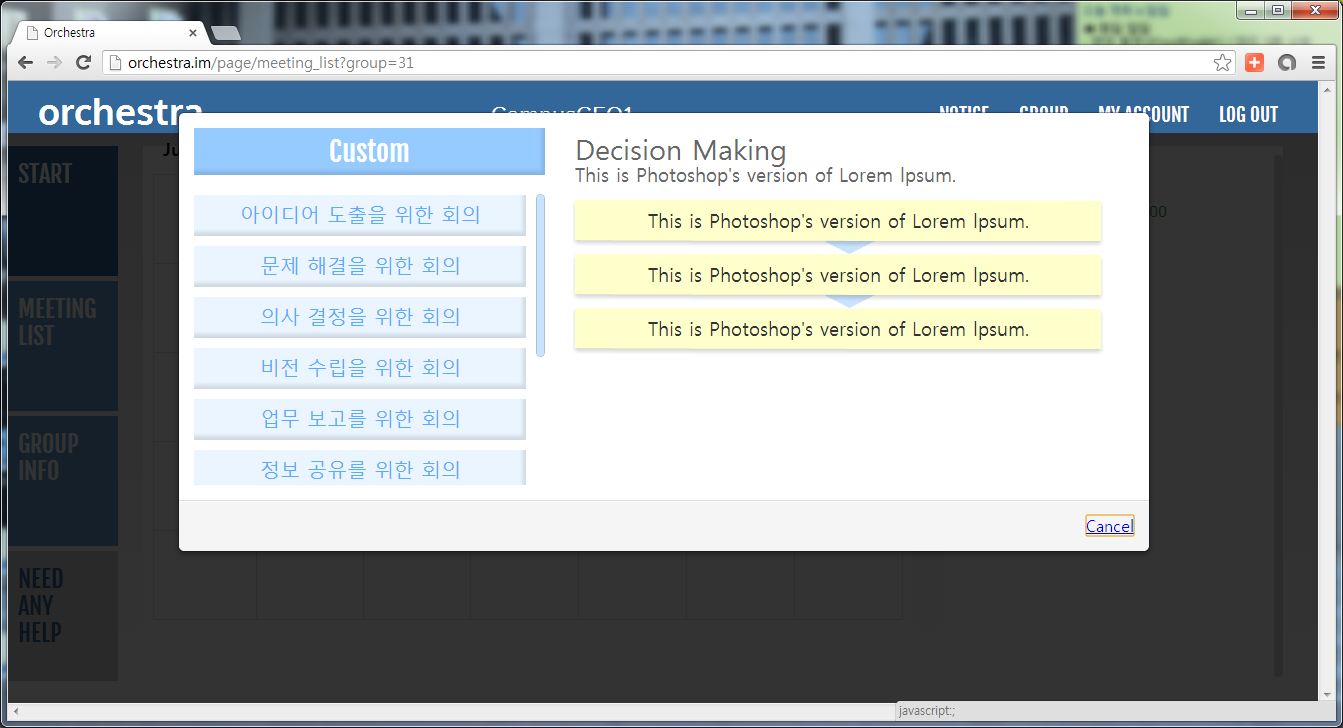 Orchestra
orchestra.im/page/meeting_list?group=31
orchestra
CampusCEO1
NOTICE GROUP MY ACCOUNT LOG OUT
START
MEETING
LIST
GROUP
INFO
NEED
ANY
HELP
Custom
아이디어 도출을 위한 회의
문제 해결을 위한 회의
의사 결정을 위한 회의
비전 수립을 위한 회의
업무 보고를 위한 회의
정보 공유를 위한 회의
Decision Making
This is Photoshop's version of Lorem Ipsum.
This is Photoshop's version of Lorem Ipsum.
This is Photoshop's version of Lorem Ipsum.
This is Photoshop's version of Lorem Ipsum.
Cancel
javascript:;